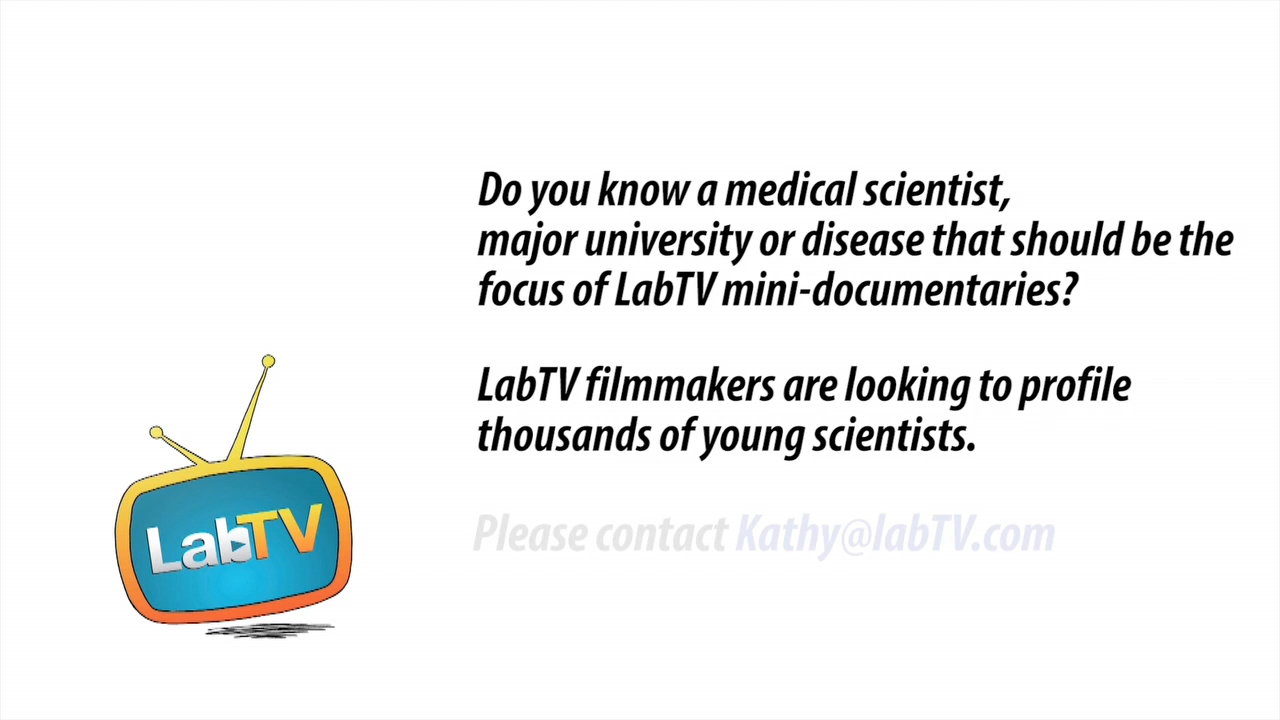 Do you know a medical scientist,
major university or disease that should be the
focus of LabTV mini-documentaries?
LabTV filmmakers are looking to profile
thousands of young scientists.
Please contact Kathy@labTV.com
LabTV